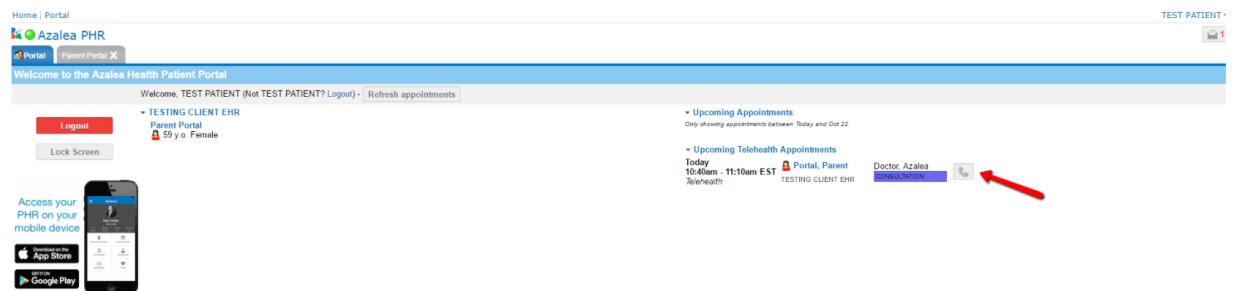 Home | Portal
TEST PATIENT
Azalea PHR
1
Portal
Parent Portal X
Welcome to the Azalea Health Patient Portal
Welcome, TEST PATIENT (Not TEST PATIENT? Logout) - Refresh appointments
Logout
Lock Screen
TESTING CLIENT EHR
Parent Portal
59 y.o. Female
Upcoming Appointments
Only showing appointments between Today and Oct 22
Upcoming Telehealth Appointments
Today
10:40am - 11:10am EST
Telehealth
Portal, Parent
TESTING CLIENT EHR
Doctor, Azalea
CONSULTATION
Access your
PHR on your
mobile device
Download on the
App Store
GET IT ON
Google Play